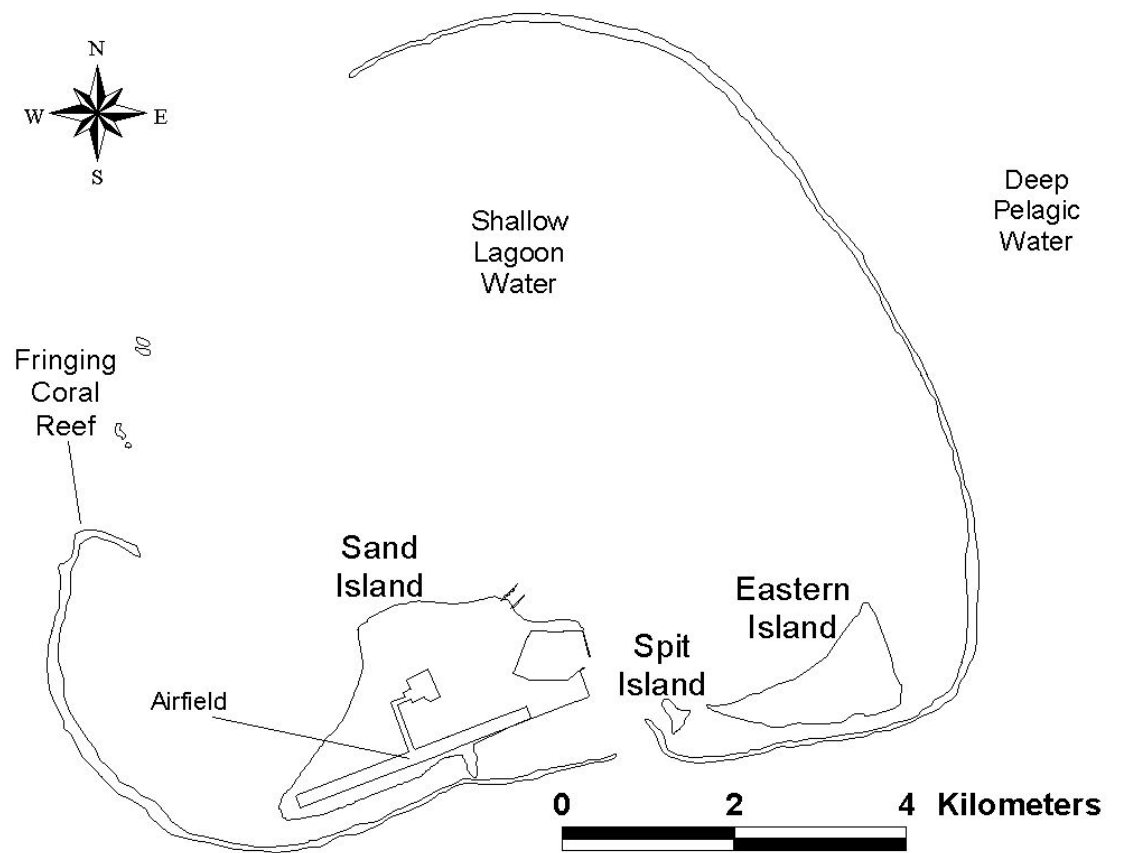 N
W
E
S
Deep
Pelagic
Water
Shallow
Lagoon
Water
Fringing
Coral
Reef
Sand
Island
Eastern
Island
Spit
Island
Airfield
0 2 4 Kilometers